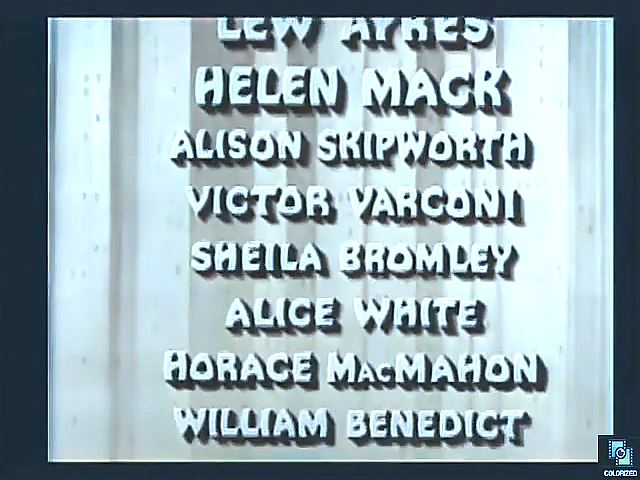 LEW AYRES
HELEN MACK
ALISON SKIPWORTH
VICTOR VARCONI
SHEILA BROMLEY
ALICE WHITE
HORACE MACMAHON
WILLIAM BENEDICT
COLORIZED